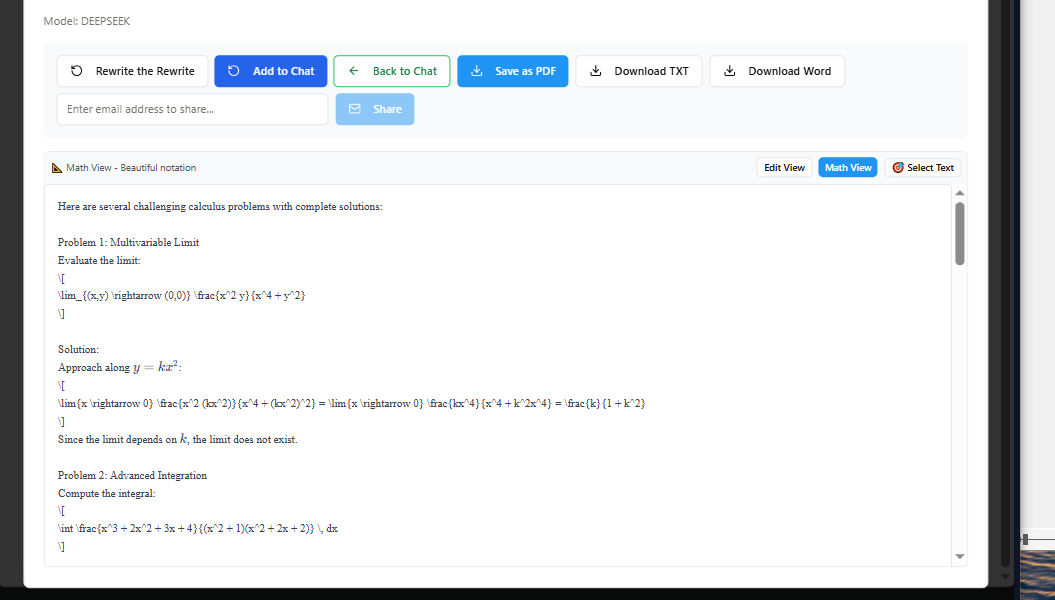 Model: DEEPSEEK
Rewrite the Rewrite
Add to Chat
Back to Chat
Save as PDF
Download TXT
Download Word
Enter email address to share...
Share
📐 Math View - Beautiful notation
Edit View
Math View
🎯 Select Text
Here are several challenging calculus problems with complete solutions:
Problem 1: Multivariable Limit
Evaluate the limit:
\[
\lim_{(x,y) \rightarrow (0,0)} \frac{x^2 y}{x^4 + y^2}
\]
Solution:
Approach along y = kx²:
\[
\lim{x \rightarrow 0} \frac{x^2 (kx^2)}{x^4 + (kx^2)^2} = \lim{x \rightarrow 0} \frac{kx^4}{x^4 + k^2x^4} = \frac{k}{1 + k^2}
\]
Since the limit depends on k, the limit does not exist.
Problem 2: Advanced Integration
Compute the integral:
\[
\int \frac{x^3 + 2x^2 + 3x + 4}{(x^2 + 1)(x^2 + 2x + 2)} \, dx
\]